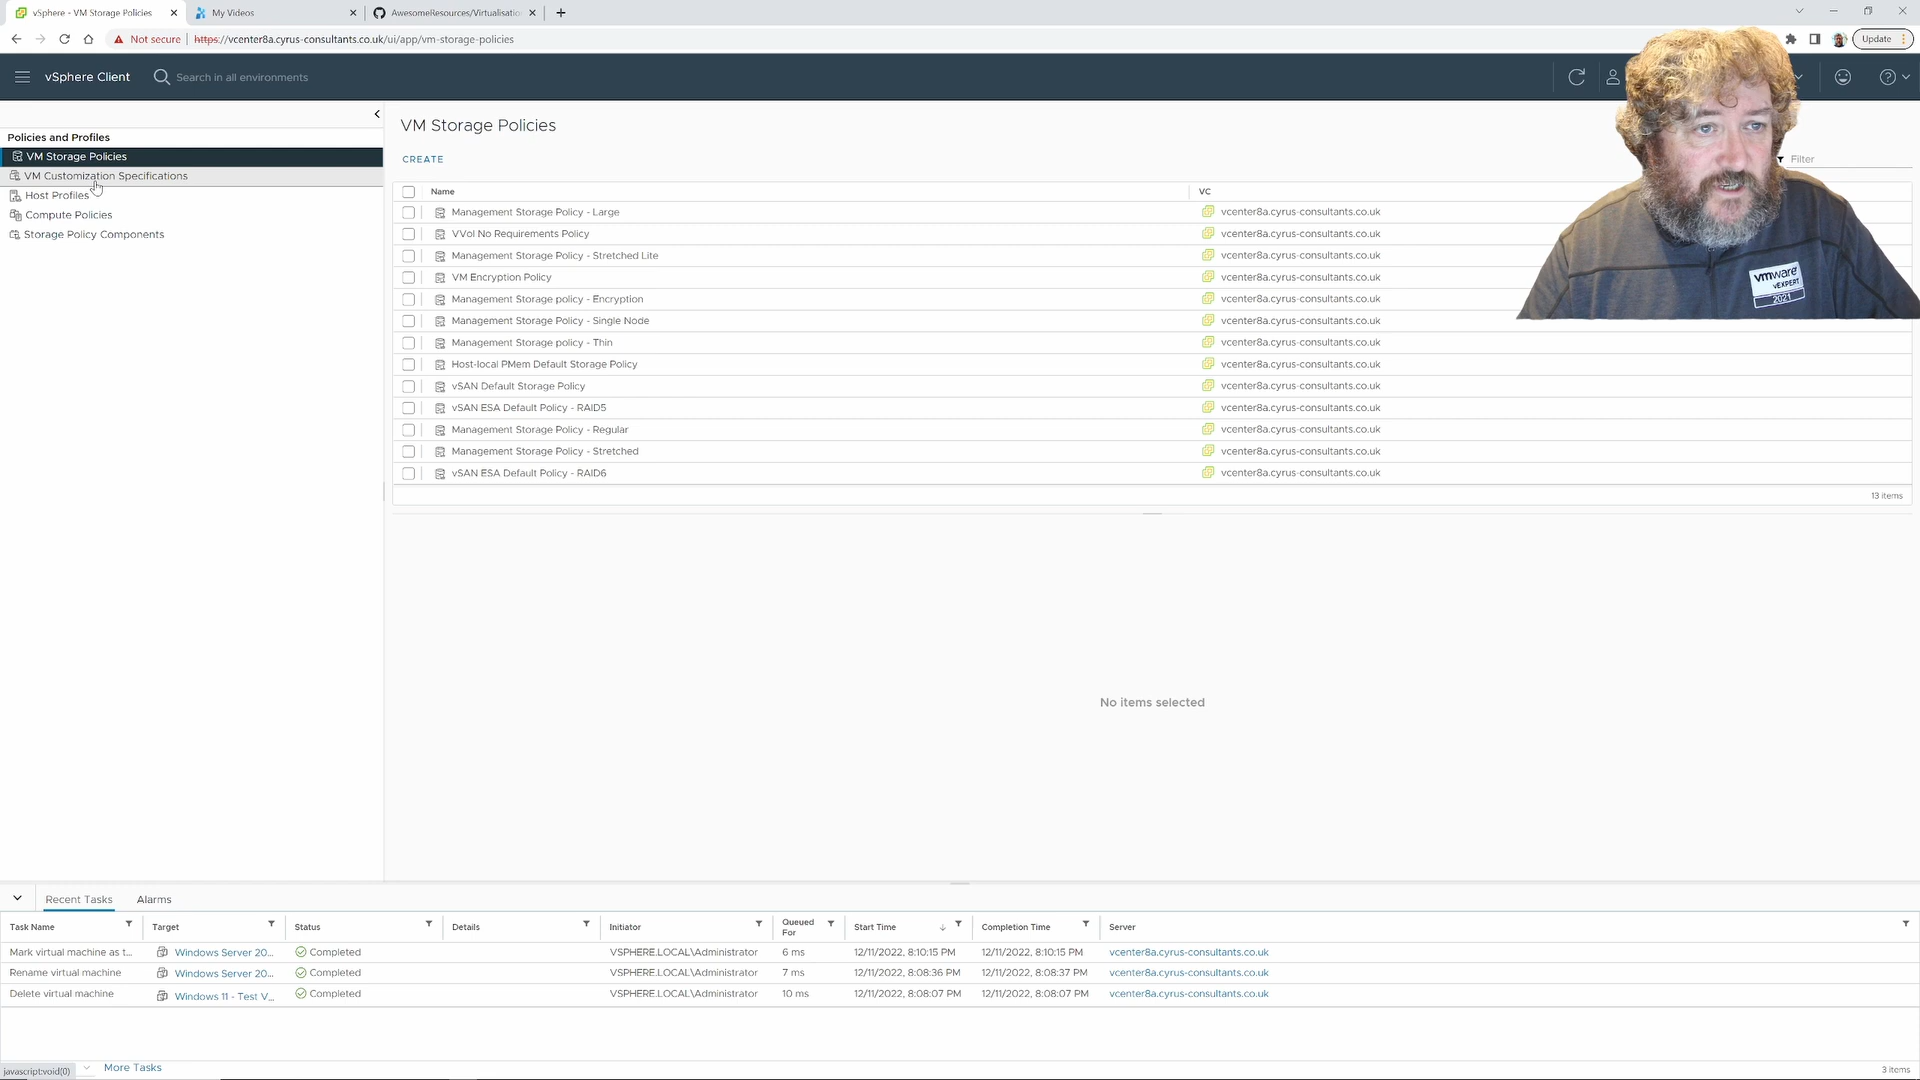 vSphere - VM Storage Policies
My Videos
AwesomeResources/Virtualisatio
Not secure
https://vcenter8a.cyrus-consultants.co.uk/ui/app/vm-storage-policies
Update
vSphere Client
Search in all environments
Policies and Profiles
VM Storage Policies
VM Customization Specifications
Host Profiles
Compute Policies
Storage Policy Components
VM Storage Policies
CREATE
Filter
Name VC
Management Storage Policy - Large vcenter8a.cyrus-consultants.co.uk
VVol No Requirements Policy vcenter8a.cyrus-consultants.co.uk
Management Storage Policy - Stretched Lite vcenter8a.cyrus-consultants.co.uk
VM Encryption Policy vcenter8a.cyrus-consultants.co.uk
Management Storage policy - Encryption vcenter8a.cyrus-consultants.co.uk
Management Storage Policy - Single Node vcenter8a.cyrus-consultants.co.uk
Management Storage policy - Thin vcenter8a.cyrus-consultants.co.uk
Host-local PMem Default Storage Policy vcenter8a.cyrus-consultants.co.uk
vSAN Default Storage Policy vcenter8a.cyrus-consultants.co.uk
vSAN ESA Default Policy - RAID5 vcenter8a.cyrus-consultants.co.uk
Management Storage Policy - Regular vcenter8a.cyrus-consultants.co.uk
Management Storage Policy - Stretched vcenter8a.cyrus-consultants.co.uk
vSAN ESA Default Policy - RAID6 vcenter8a.cyrus-consultants.co.uk
13 items
vmware
vEXPERT
2021
No items selected
Recent Tasks Alarms
Task Name Target Status Details Initiator Queued For Start Time Completion Time Server
Mark virtual machine as t... Windows Server 20... Completed VSPHERE.LOCAL\Administrator 6 ms 12/11/2022, 8:10:15 PM 12/11/2022, 8:10:15 PM vcenter8a.cyrus-consultants.co.uk
Rename virtual machine Windows Server 20... Completed VSPHERE.LOCAL\Administrator 7 ms 12/11/2022, 8:08:36 PM 12/11/2022, 8:08:37 PM vcenter8a.cyrus-consultants.co.uk
Delete virtual machine Windows 11 - Test V... Completed VSPHERE.LOCAL\Administrator 10 ms 12/11/2022, 8:08:07 PM 12/11/2022, 8:08:07 PM vcenter8a.cyrus-consultants.co.uk
javascript:void(0) More Tasks
3 items